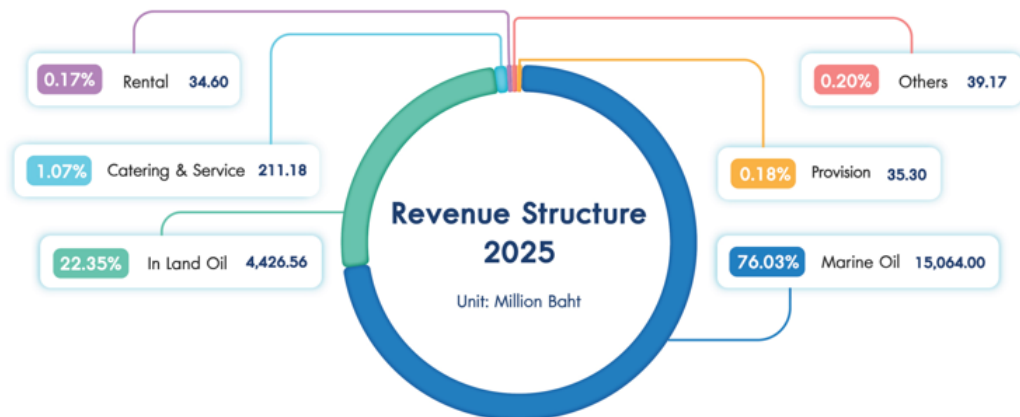 0.17% Rental 34.60
0.20% Others 39.17
1.07% Catering & Service 211.18
0.18% Provision 35.30
Revenue Structure
2025
22.35% In Land Oil 4,426.56
76.03% Marine Oil 15,064.00
Unit: Million Baht